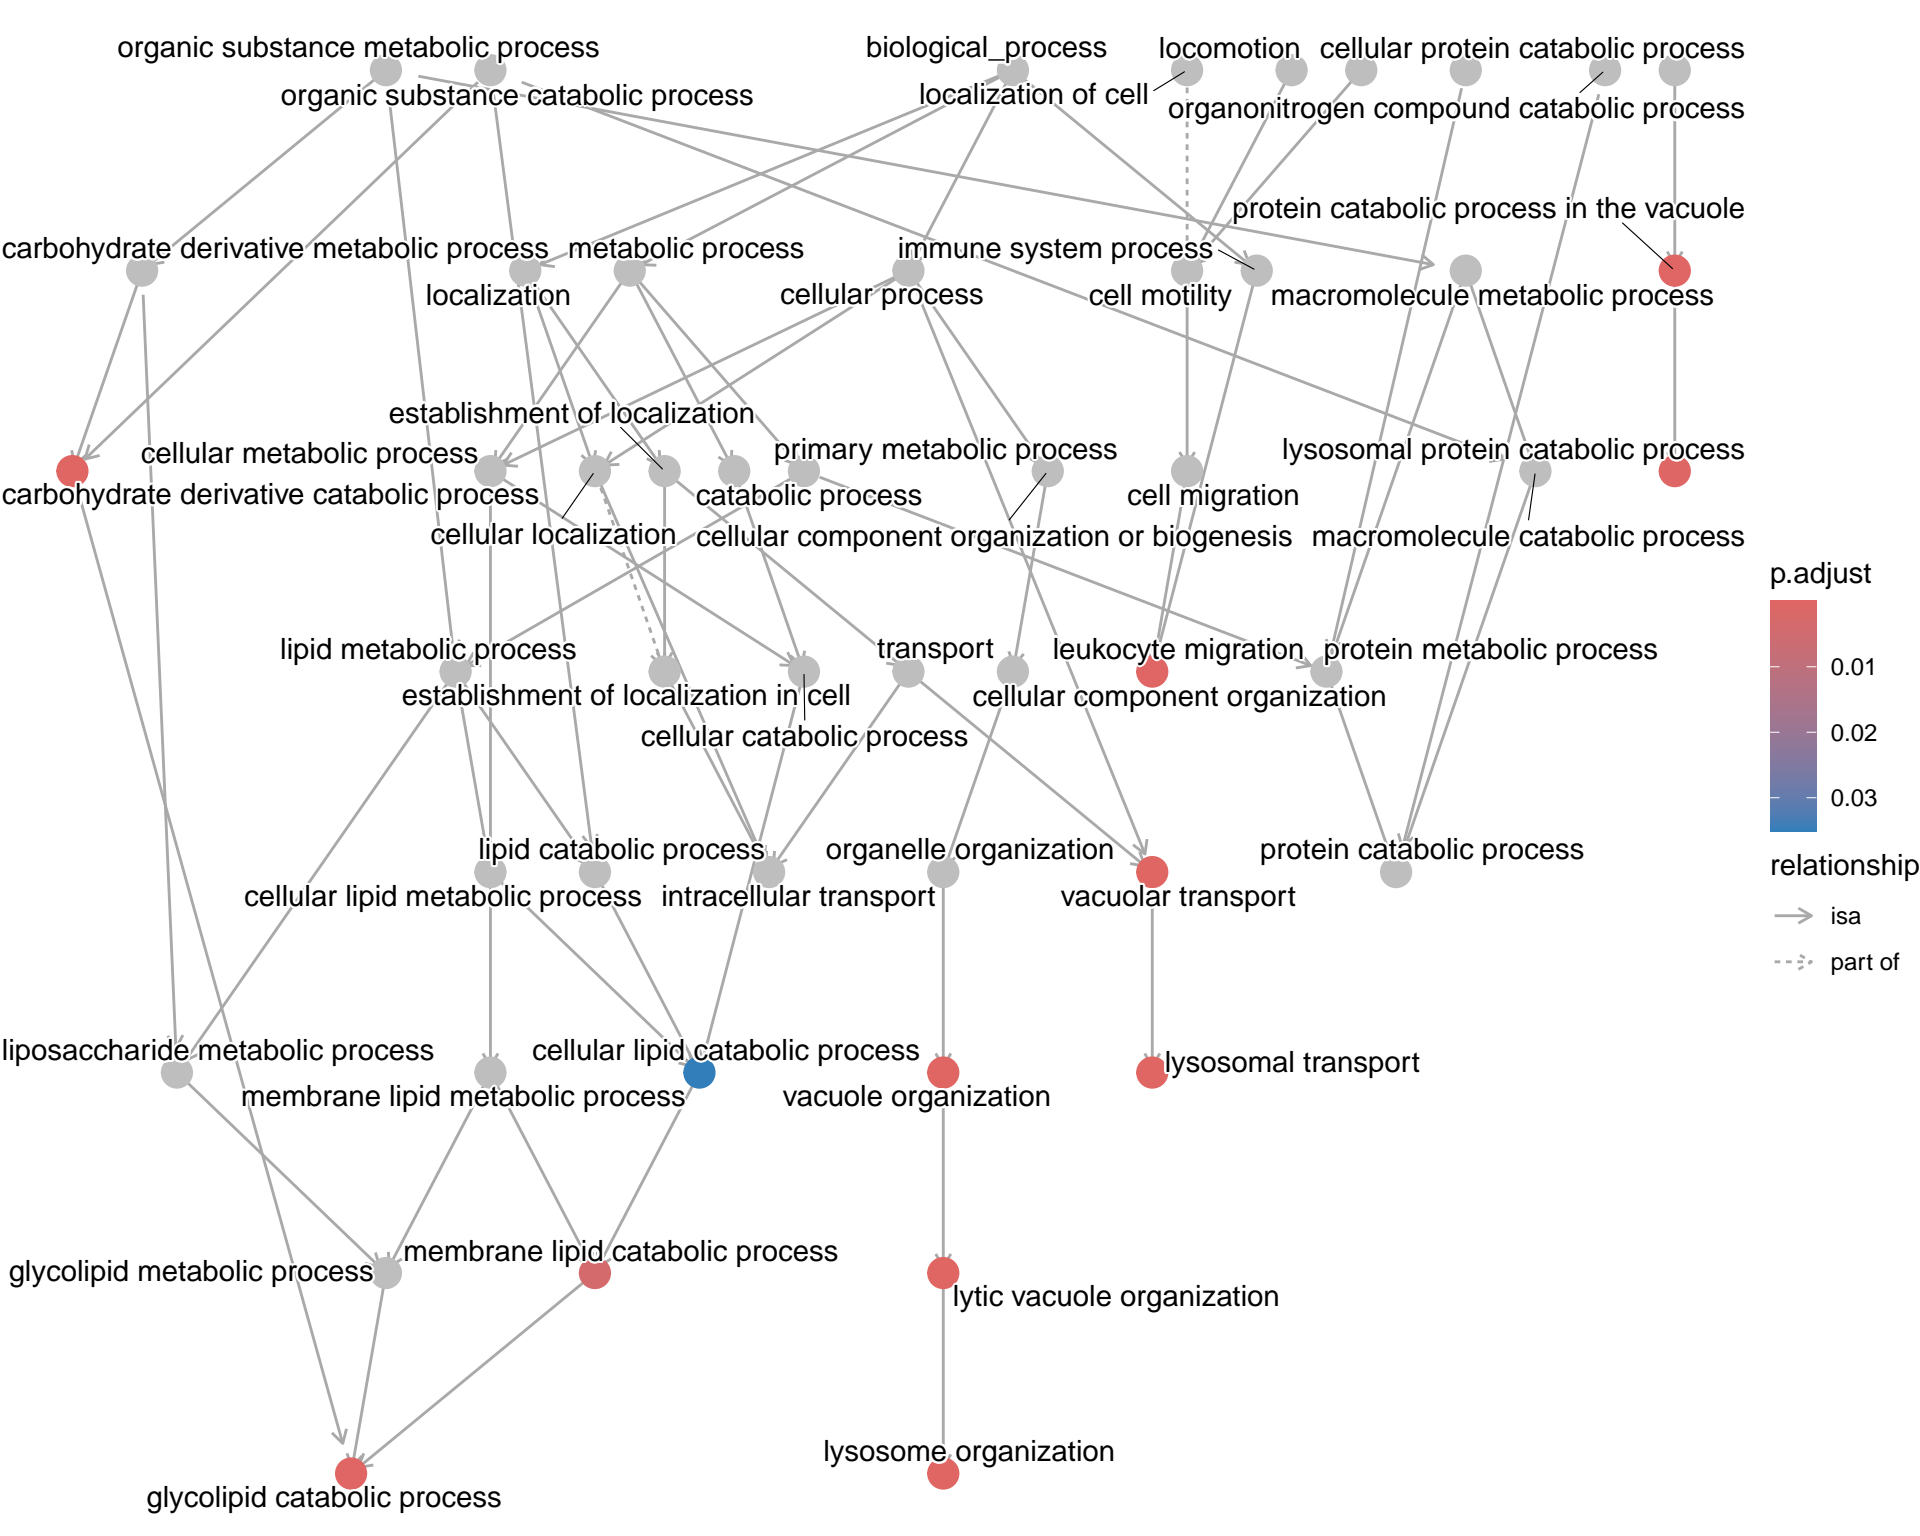 organic substance metabolic process
biological_process
locomotion
cellular protein catabolic process
organic substance catabolic process
localization of cell
organonitrogen compound catabolic process
protein catabolic process in the vacuole
carbohydrate derivative metabolic process
metabolic process
immune system process
localization
cellular process
cell motility
macromolecule metabolic process
establishment of localization
cellular metabolic process
primary metabolic process
lysosomal protein catabolic process
carbohydrate derivative catabolic process
catabolic process
cell migration
cellular localization
cellular component organization or biogenesis
macromolecule catabolic process
p.adjust
0.01
0.02
0.03
lipid metabolic process
transport
leukocyte migration
protein metabolic process
establishment of localization in cell
cellular component organization
cellular catabolic process
lipid catabolic process
organelle organization
protein catabolic process
relationship
isa
part of
cellular lipid metabolic process
intracellular transport
vacuolar transport
liposaccharide metabolic process
cellular lipid catabolic process
lysosomal transport
membrane lipid metabolic process
vacuole organization
membrane lipid catabolic process
glycolipid metabolic process
lytic vacuole organization
lysosome organization
glycolipid catabolic process